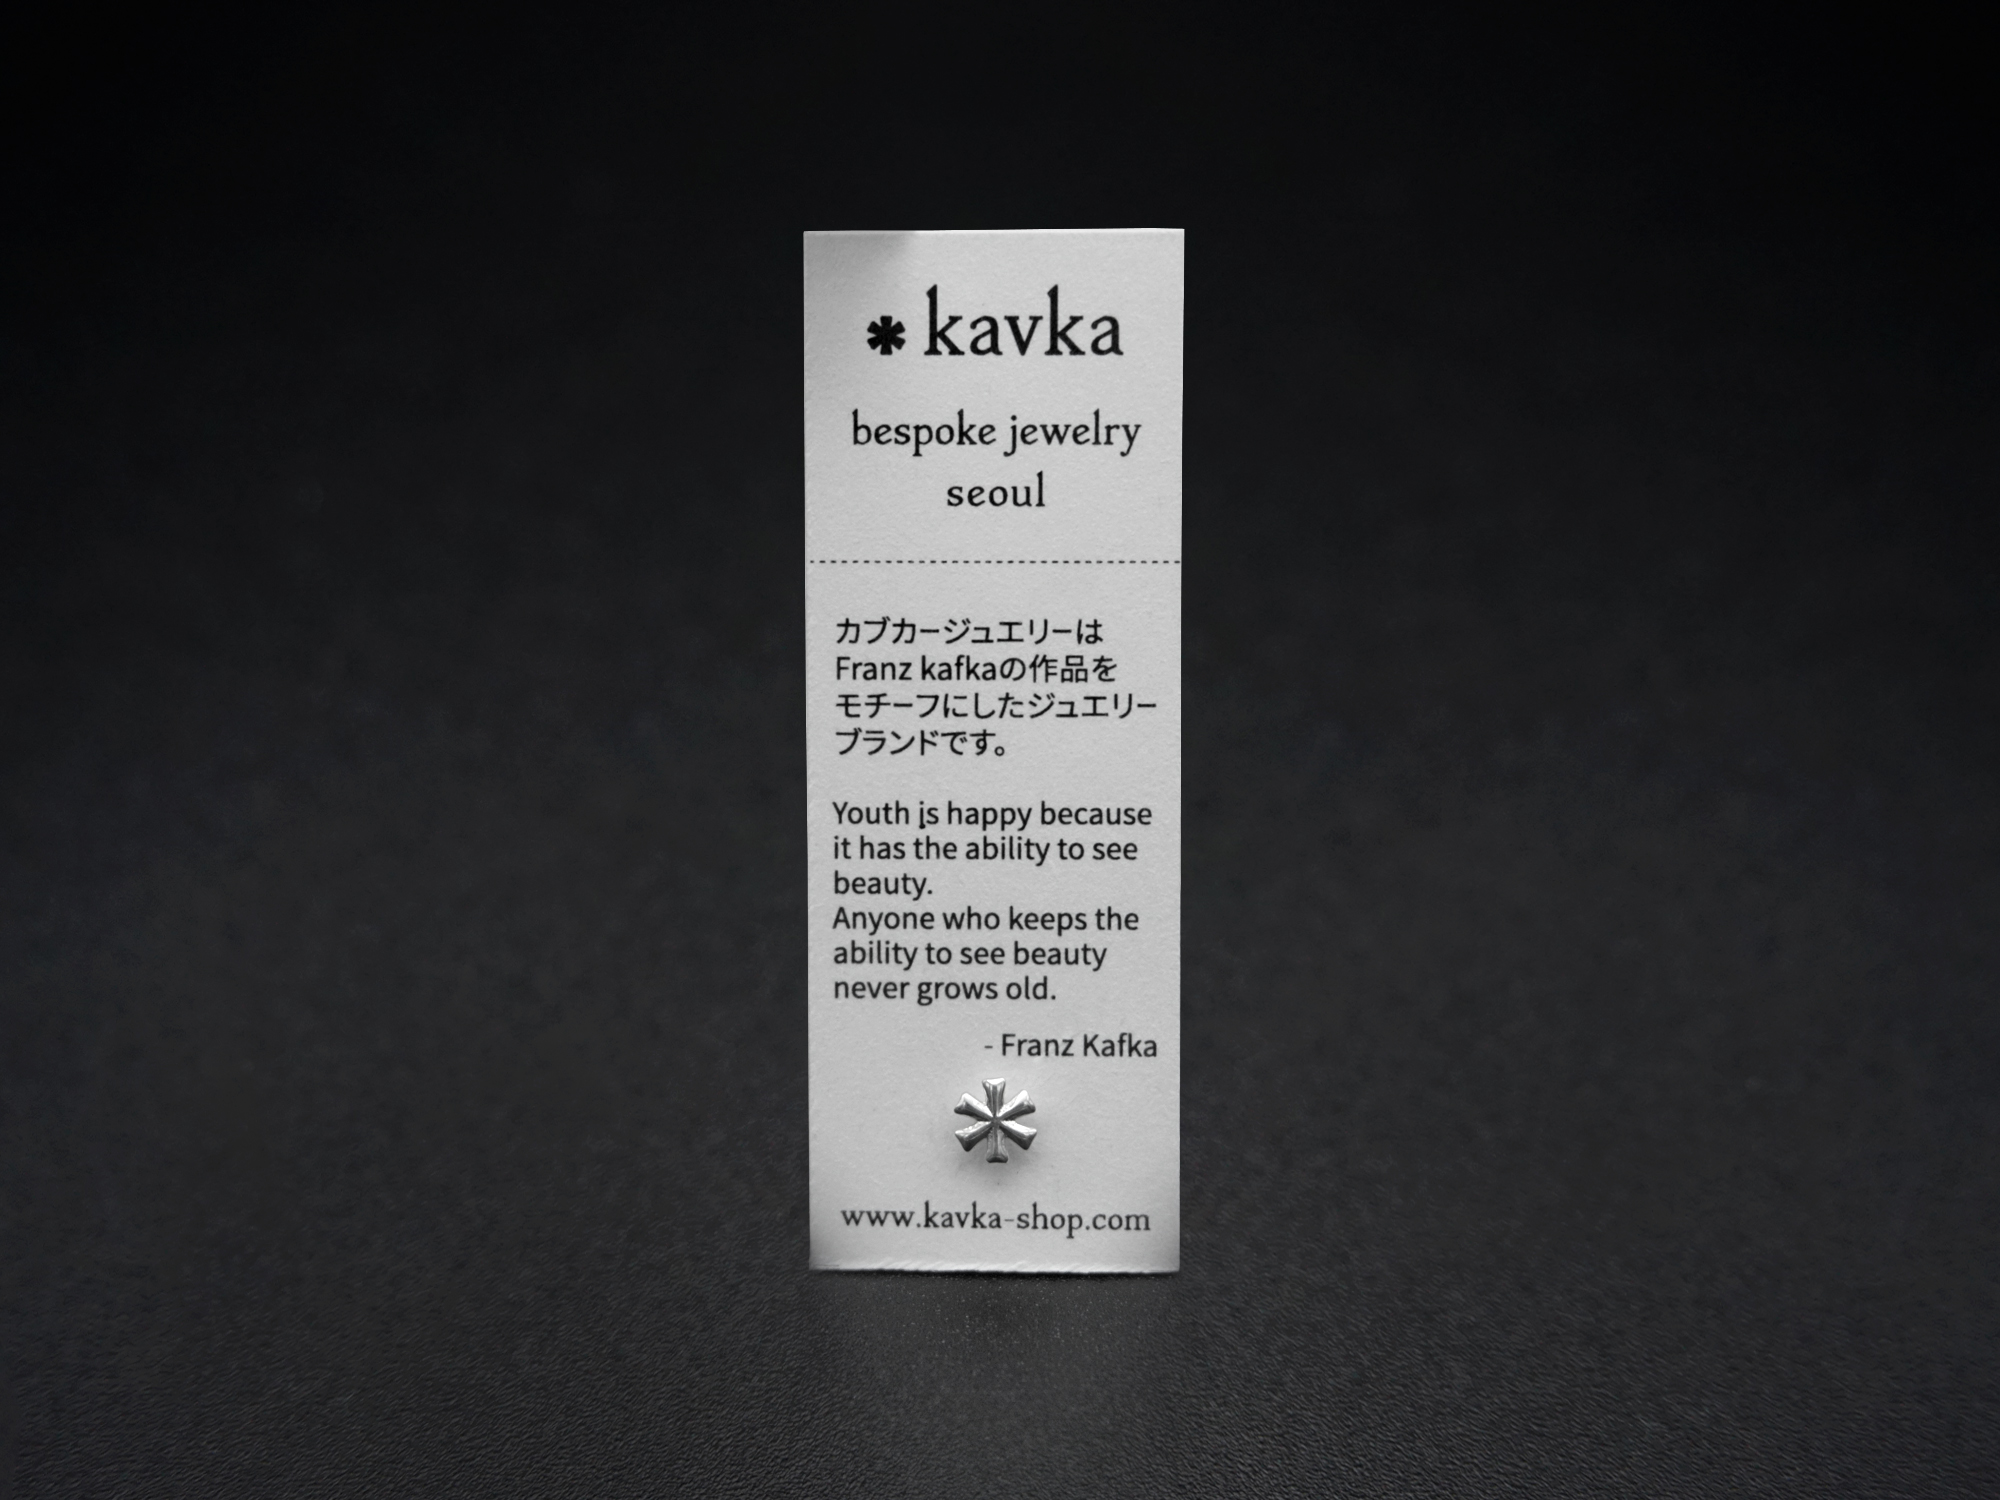 * kavka
bespoke jewelry
seoul
カブカージュエリーは
Franz kafkaの作品を
モチーフにしたジュエリー
ブランドです。
Youth is happy because
it has the ability to see
beauty.
Anyone who keeps the
ability to see beauty
never grows old.
- Franz Kafka
www.kavka-shop.com